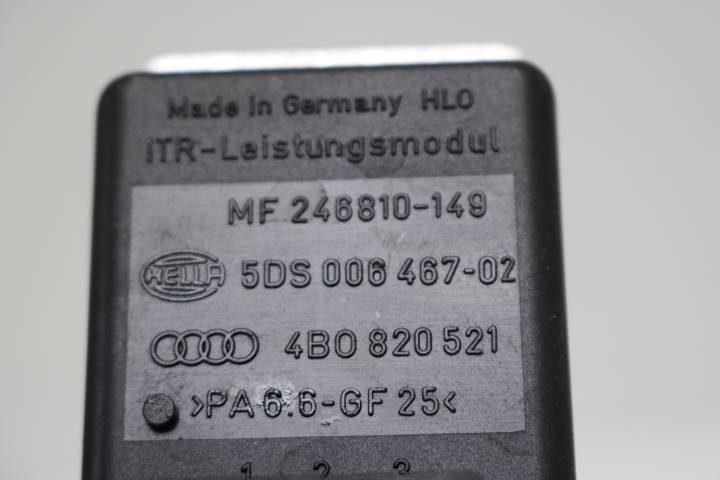 Made in Germany HLO
iTR-Leistungsmodul
MF 246810-149
HELLA 5DS 006 467-02
4B0 820 521
>PA 6.6-GF 25<
1 2 3